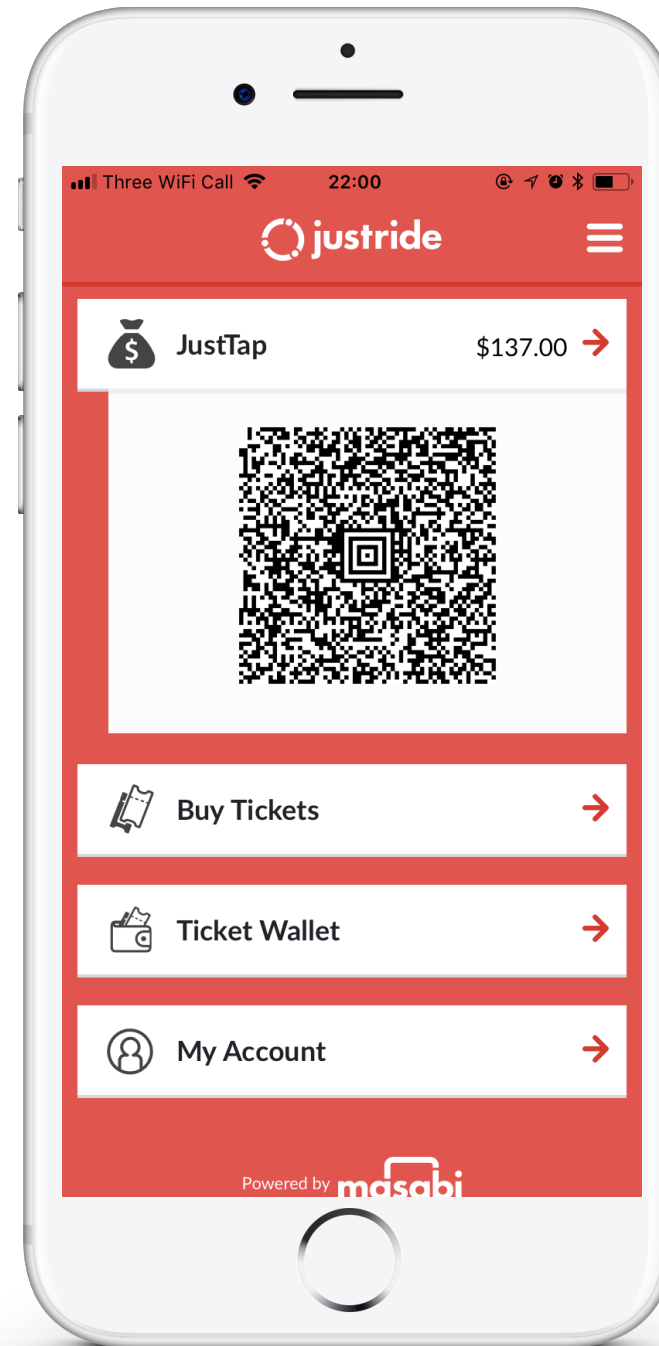 Three WiFi Call 22:00
justride
$ JustTap $137.00
Buy Tickets
Ticket Wallet
My Account
Powered by masabi